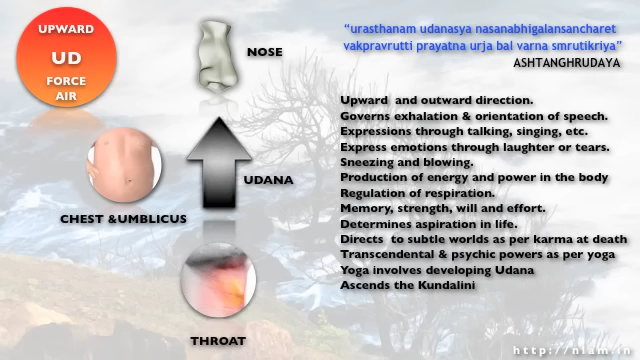 UPWARD
UD
FORCE
AIR
NOSE
UDANA
CHEST &UMBLICUS
THROAT
“urasthanam udanasya nasanabhigalansancharet
vakpravrutti prayatna urja bal varna smrutikriya”
ASHTANGHRUDAYA
Upward and outward direction.
Governs exhalation & orientation of speech.
Expressions through talking, singing, etc.
Express emotions through laughter or tears.
Sneezing and blowing.
Production of energy and power in the body
Regulation of respiration.
Memory, strength, will and effort.
Determines aspiration in life.
Directs to subtle worlds as per karma at death
Transcendental & psychic powers as per yoga
Yoga involves developing Udana
Ascends the Kundalini
http://niam.in